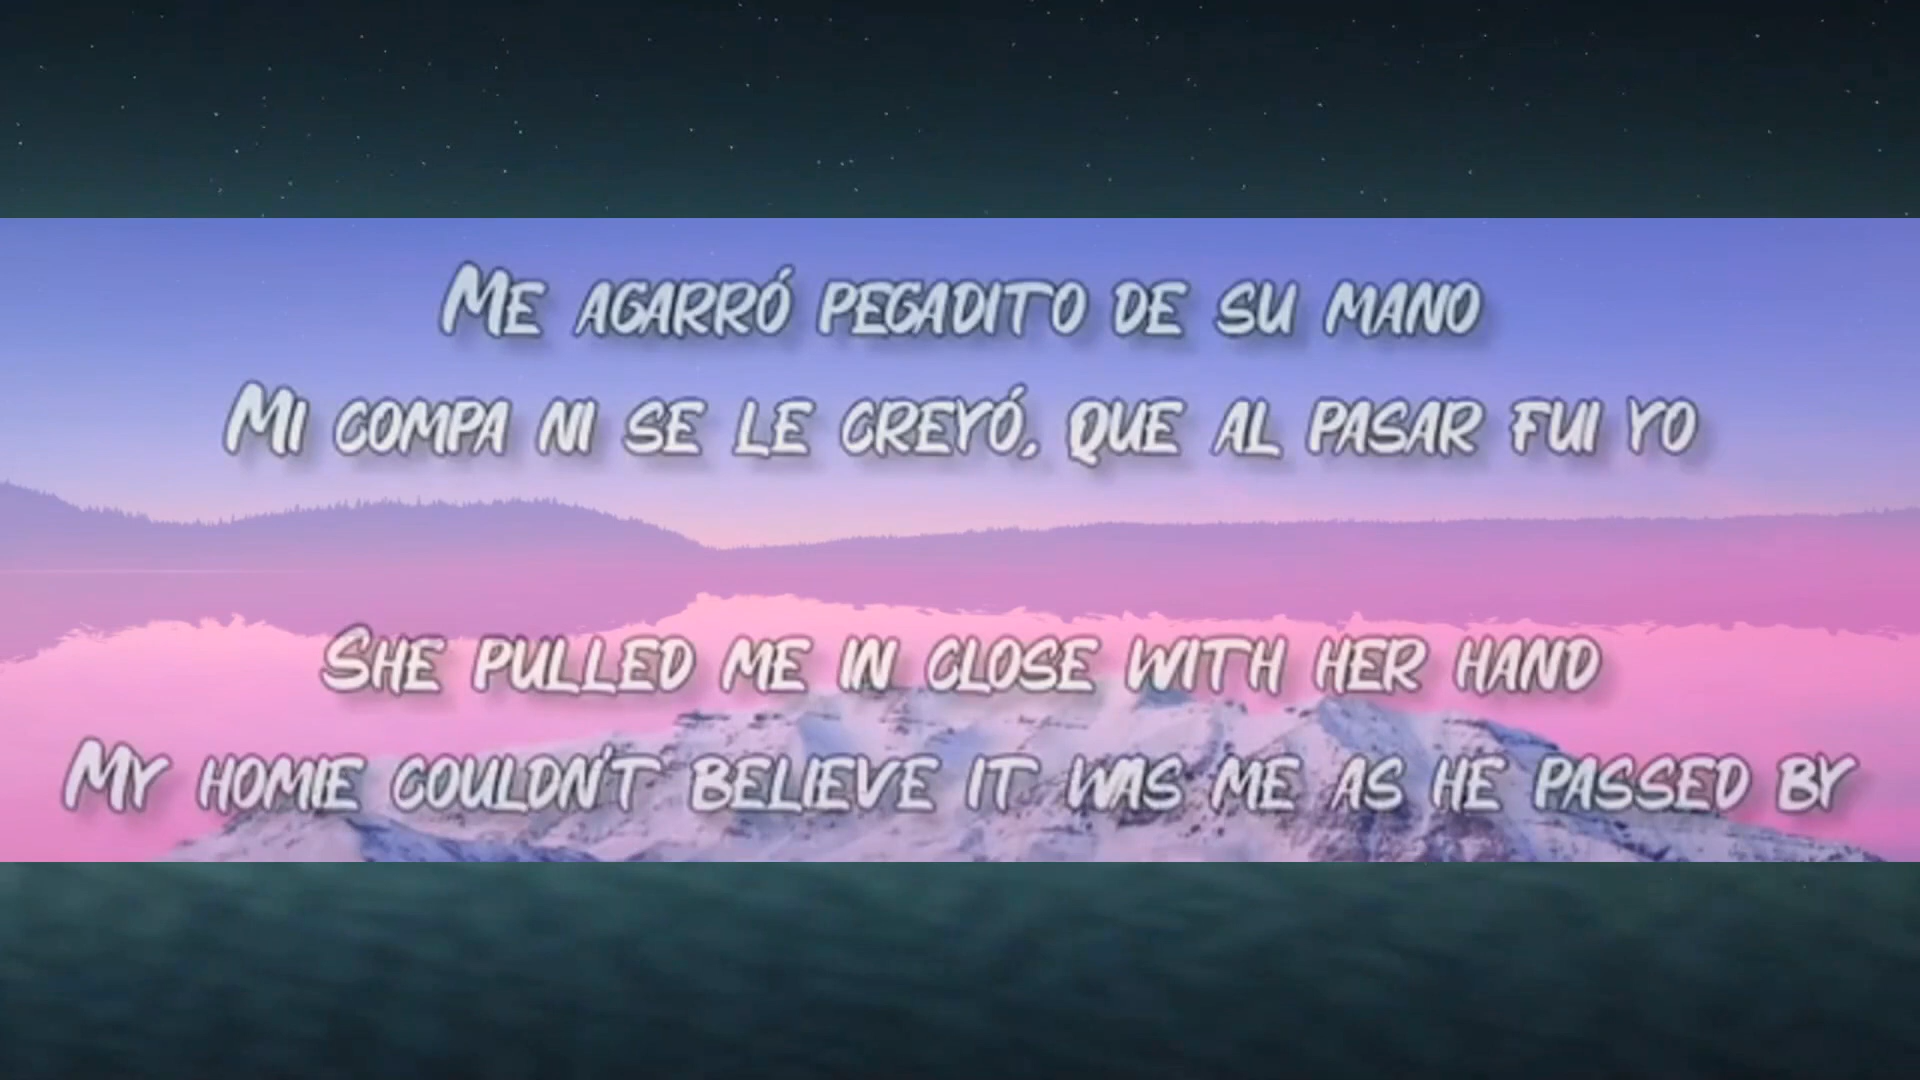 Me agarró pegadito de su mano
Mi compa ni se le creyó, que al pasar fui yo
She pulled me in close with her hand
My homie couldn't believe it was me as he passed by